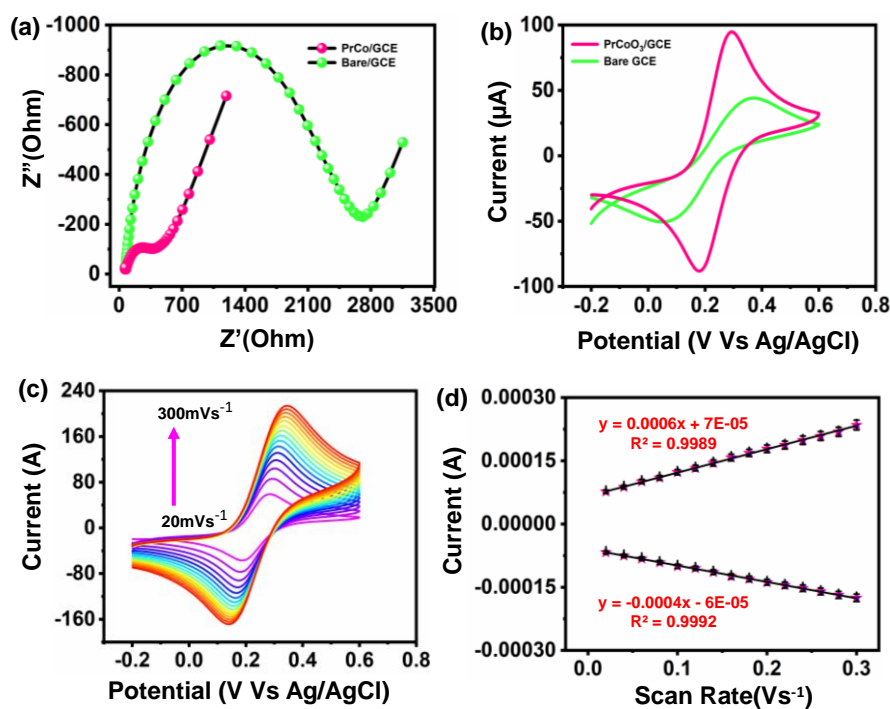 (a)
-1000
-800
-600
-400
-200
0
Z”(Ohm)
PrCo/GCE
Bare/GCE
0 700 1400 2100 2800 3500
Z’(Ohm)
(b)
100
50
0
-50
-100
Current (µA)
PrCoO₃/GCE
Bare GCE
-0.2 0.0 0.2 0.4 0.6 0.8
Potential (V Vs Ag/AgCl)
(c)
240
160
80
0
-80
-160
Current (A)
300mVs⁻¹
20mVs⁻¹
-0.2 0.0 0.2 0.4 0.6 0.8
Potential (V Vs Ag/AgCl)
(d)
0.00030
0.00015
0.00000
-0.00015
-0.00030
Current (A)
y = 0.0006x + 7E-05
R² = 0.9989
y = -0.0004x - 6E-05
R² = 0.9992
0.0 0.1 0.2 0.3
Scan Rate(Vs⁻¹)